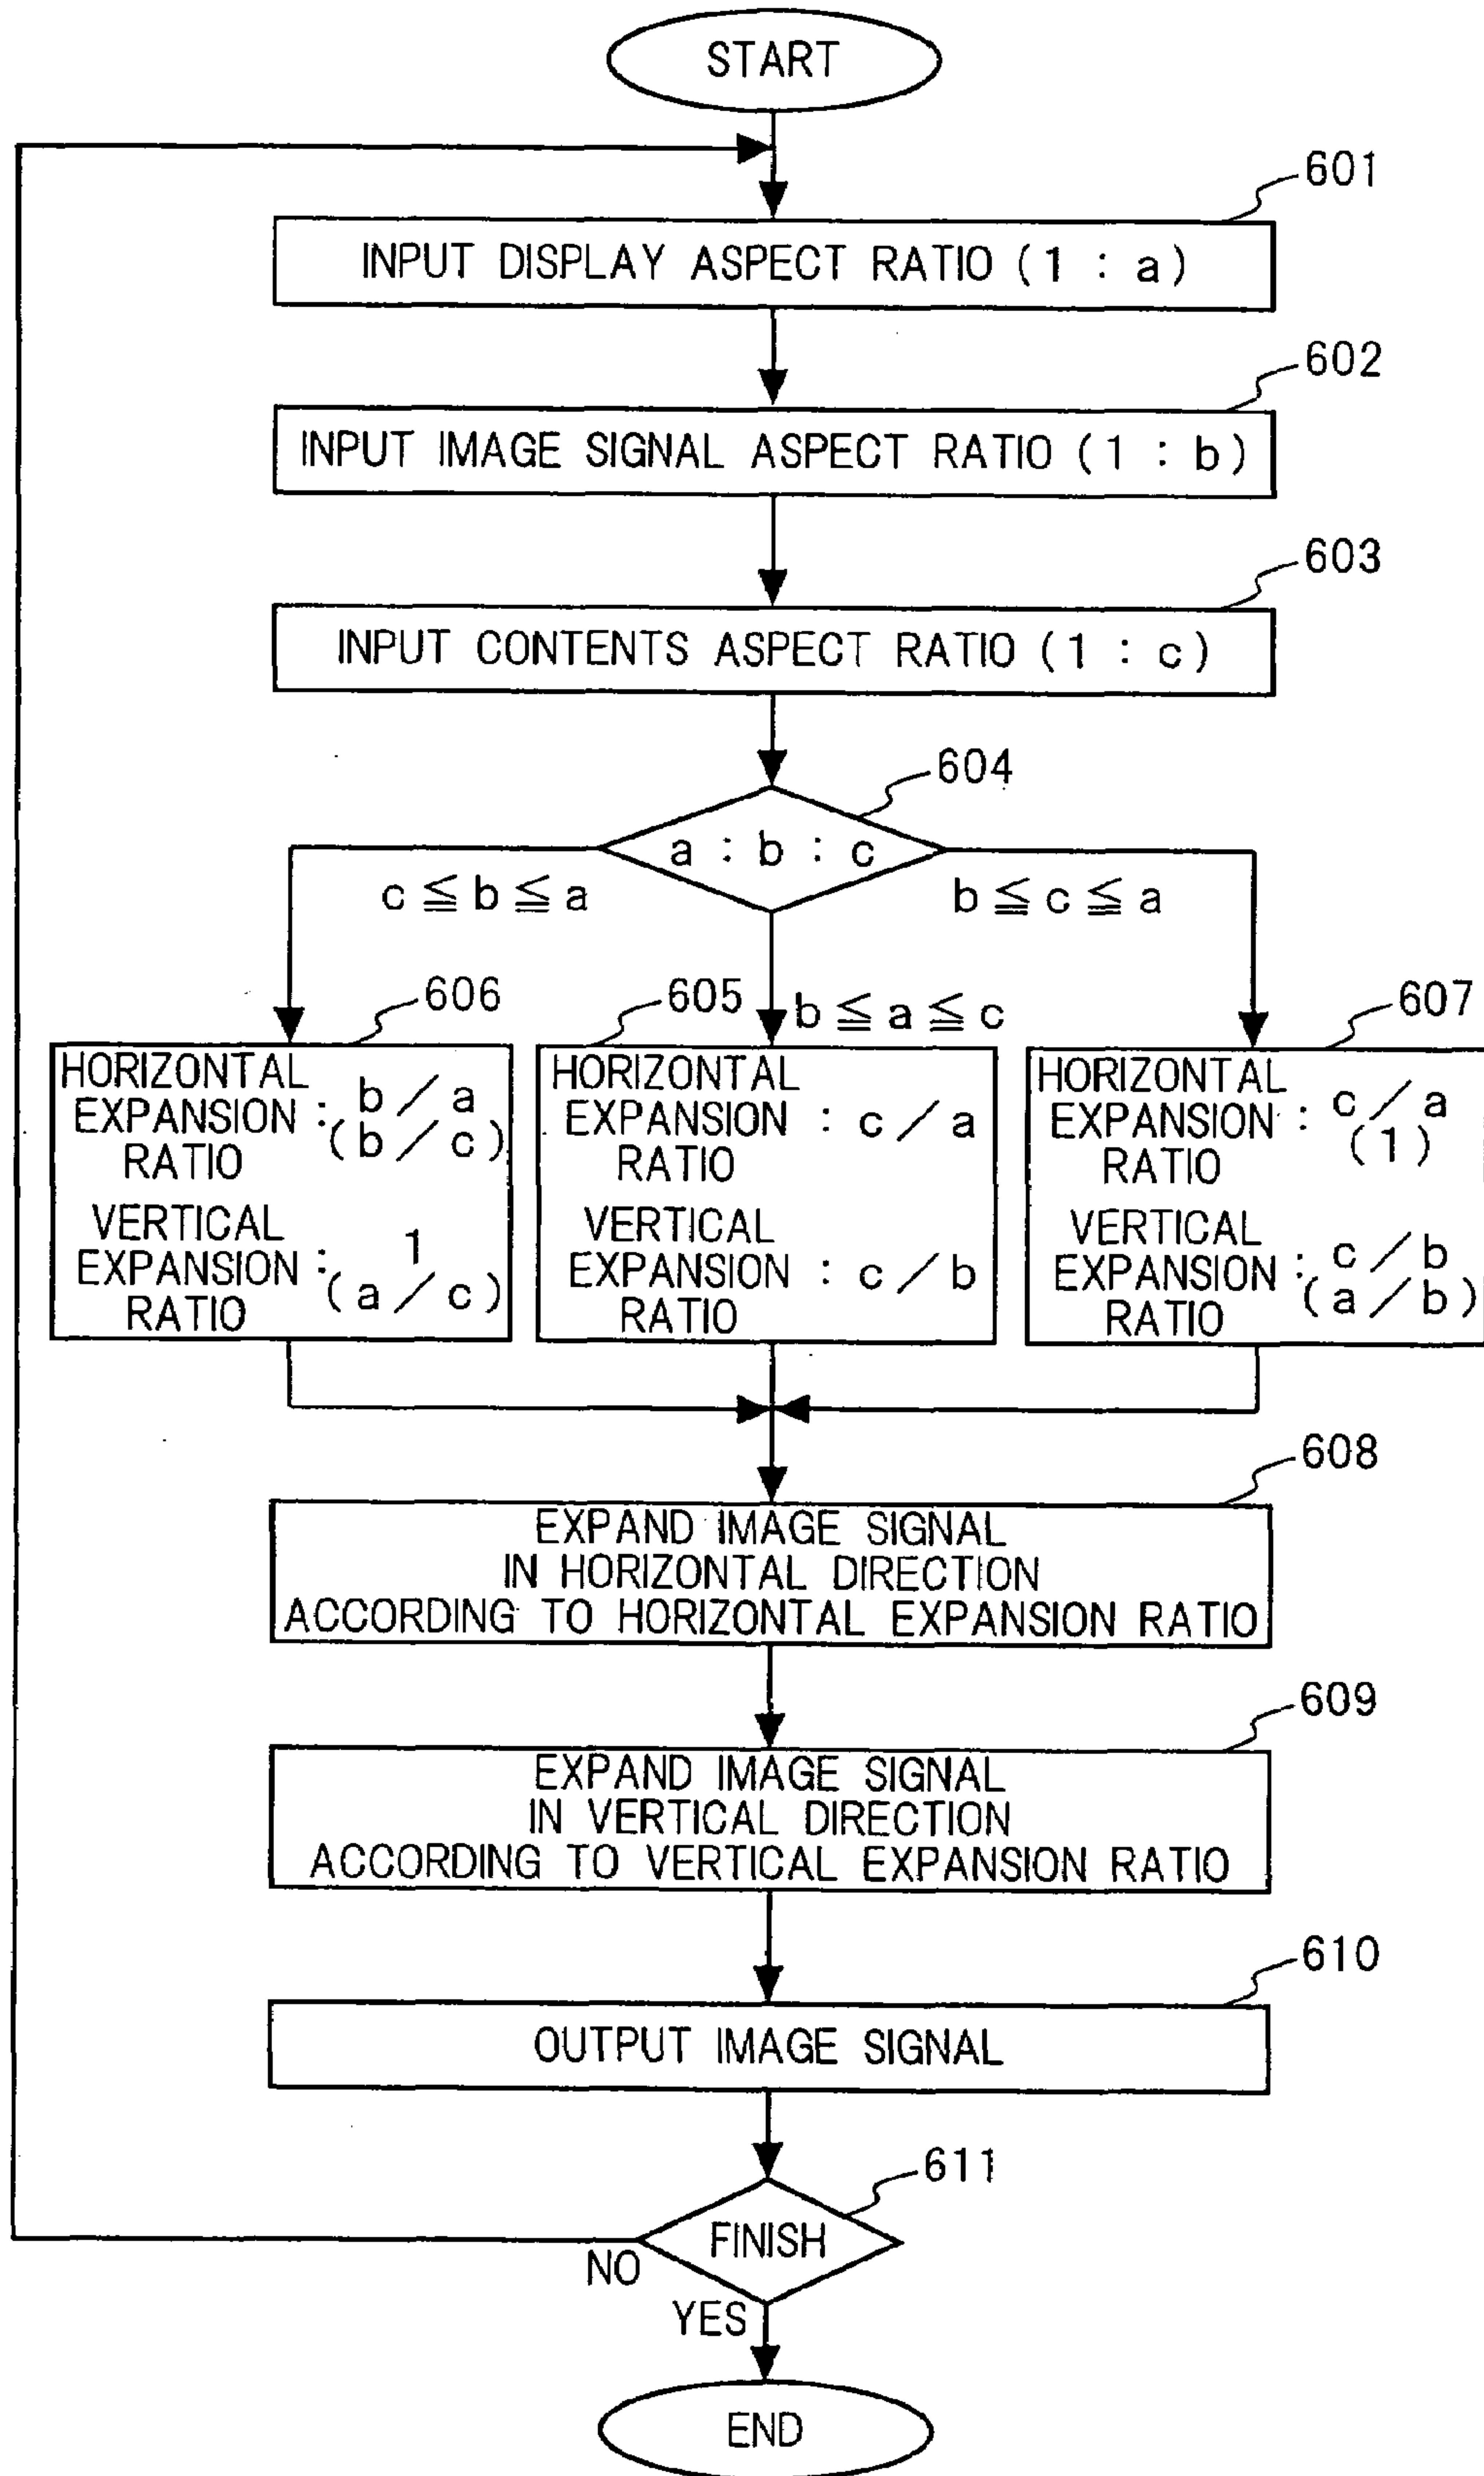 START
601
INPUT DISPLAY ASPECT RATIO (1 : a)
602
INPUT IMAGE SIGNAL ASPECT RATIO (1 : b)
603
INPUT CONTENTS ASPECT RATIO (1 : c)
604
a : b : c
c ≦ b ≦ a
b ≦ c ≦ a
b ≦ a ≦ c
606
HORIZONTAL
EXPANSION : b / a
(b / c)
RATIO
VERTICAL
EXPANSION : 1
(a / c)
RATIO
605
HORIZONTAL
EXPANSION : c / a
RATIO
VERTICAL
EXPANSION : c / b
RATIO
607
HORIZONTAL
EXPANSION : c / a
(1)
RATIO
VERTICAL
EXPANSION : c / b
(a / b)
RATIO
608
EXPAND IMAGE SIGNAL
IN HORIZONTAL DIRECTION
ACCORDING TO HORIZONTAL EXPANSION RATIO
609
EXPAND IMAGE SIGNAL
IN VERTICAL DIRECTION
ACCORDING TO VERTICAL EXPANSION RATIO
610
OUTPUT IMAGE SIGNAL
611
FINISH
NO
YES
END